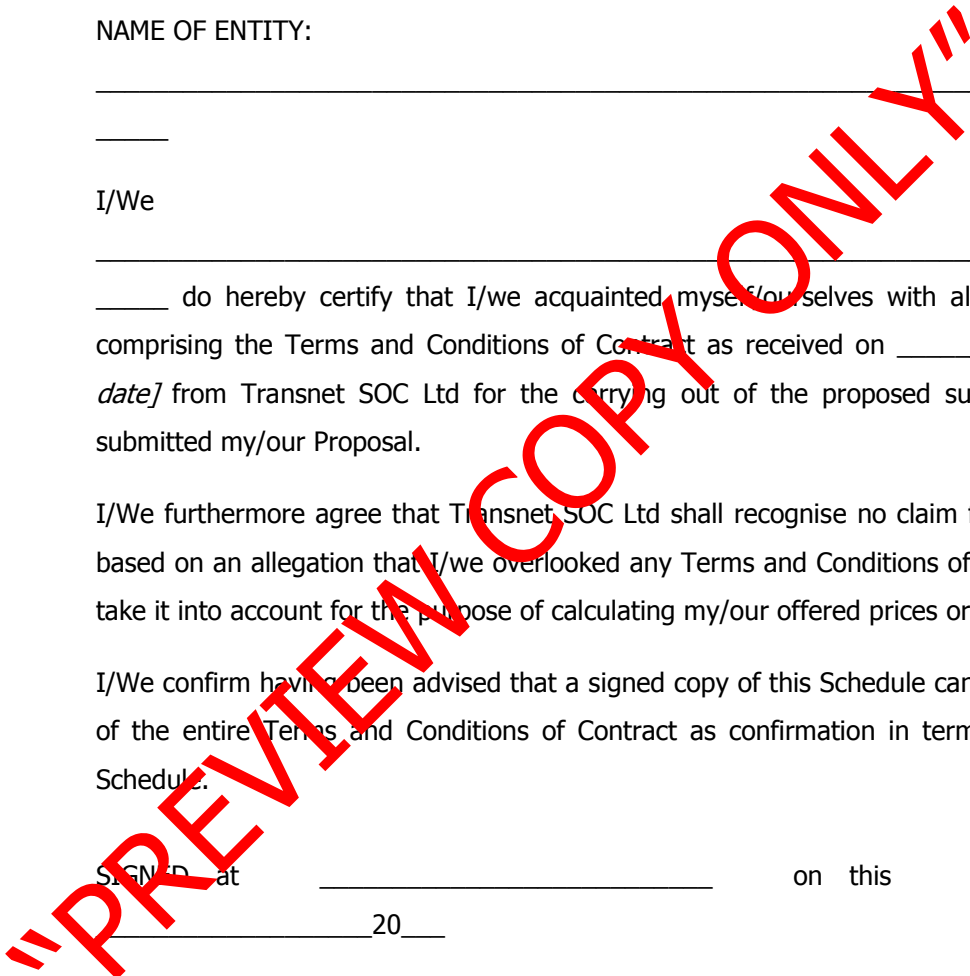 NAME OF ENTITY:
____________________________________________________________
_____
I/We
____________________________________________________________
_____ do hereby certify that I/we acquainted myself/ourselves with al
comprising the Terms and Conditions of Contract as received on _____
date] from Transnet SOC Ltd for the carrying out of the proposed su
submitted my/our Proposal.
I/We furthermore agree that Transnet SOC Ltd shall recognise no claim f
based on an allegation that I/we overlooked any Terms and Conditions of
take it into account for the purpose of calculating my/our offered prices or
I/We confirm having been advised that a signed copy of this Schedule can
of the entire Terms and Conditions of Contract as confirmation in term
Schedule.
SIGNED at ___________________________ on this
___________________20___
"PREVIEW COPY ONLY"